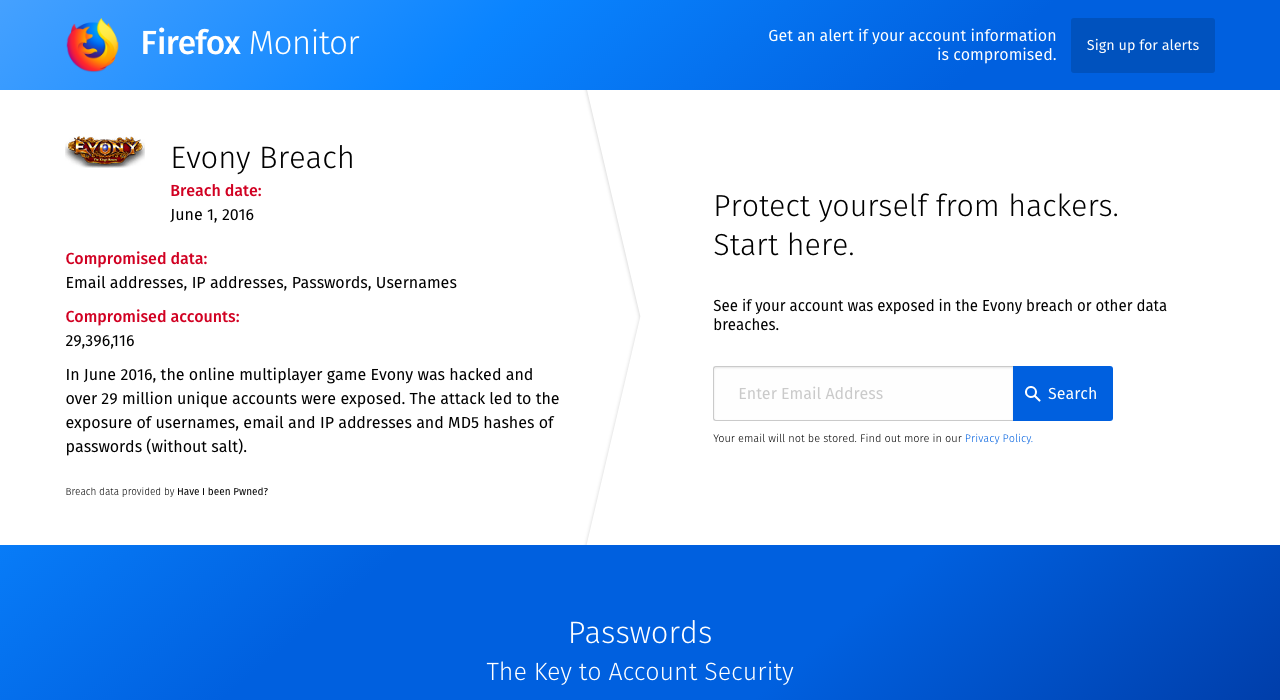 Firefox Monitor
Get an alert if your account information
is compromised.
Sign up for alerts
EVONY
Evony Breach
Breach date:
June 1, 2016
Compromised data:
Email addresses, IP addresses, Passwords, Usernames
Compromised accounts:
29,396,116
In June 2016, the online multiplayer game Evony was hacked and
over 29 million unique accounts were exposed. The attack led to the
exposure of usernames, email and IP addresses and MD5 hashes of
passwords (without salt).
Breach data provided by Have I been Pwned?
Protect yourself from hackers.
Start here.
See if your account was exposed in the Evony breach or other data
breaches.
Enter Email Address
Search
Your email will not be stored. Find out more in our Privacy Policy.
Passwords
The Key to Account Security